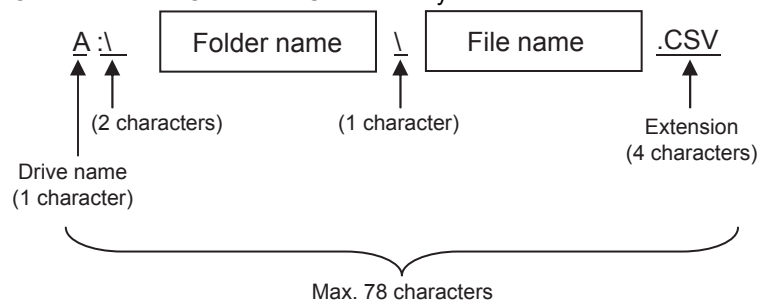 A :\ Folder name \ File name .CSV
(2 characters) (1 character) Extension
(4 characters)
Drive name
(1 character)
Max. 78 characters